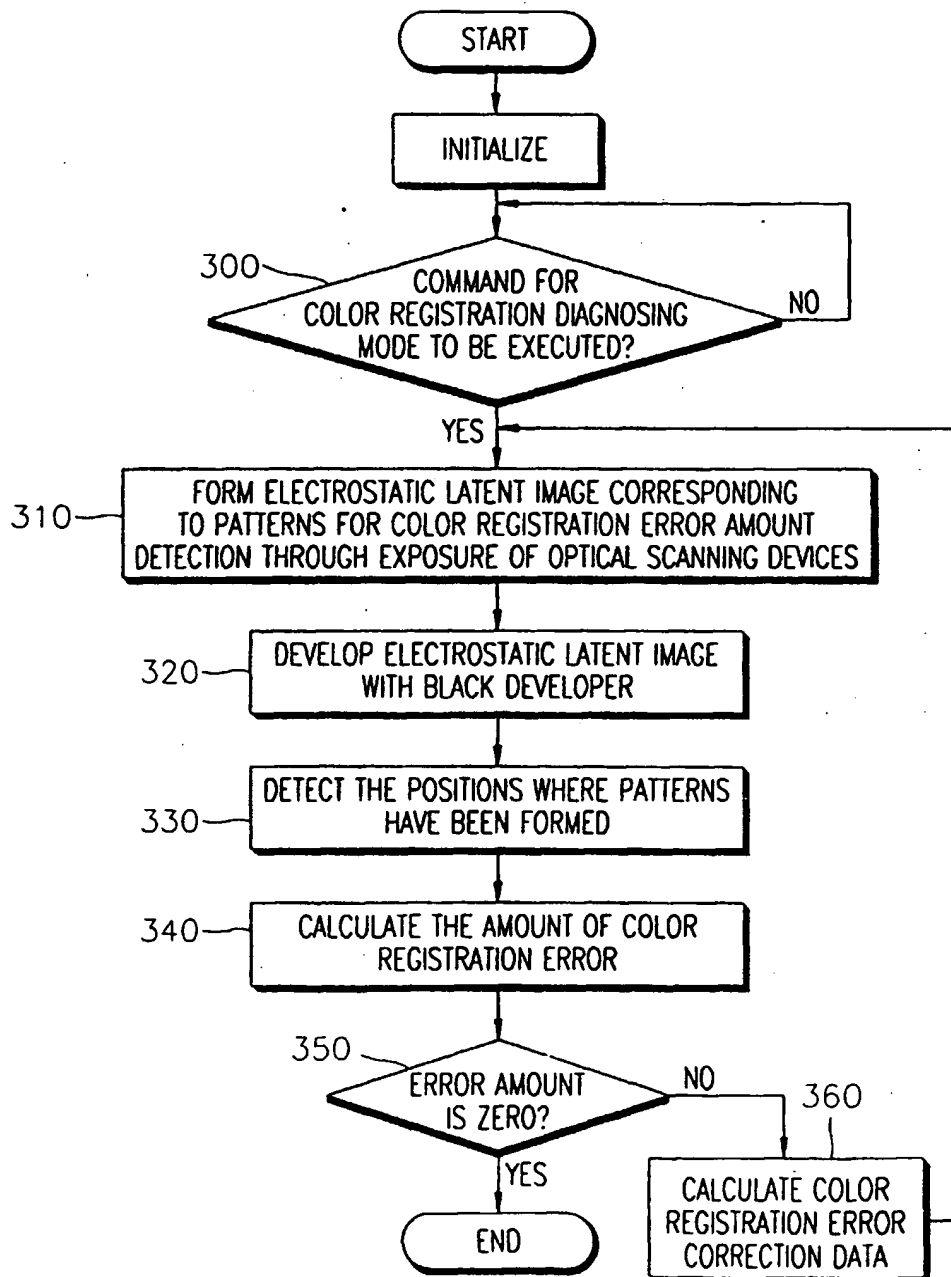 START
INITIALIZE
300
COMMAND FOR
COLOR REGISTRATION DIAGNOSING
MODE TO BE EXECUTED?
NO
YES
310
FORM ELECTROSTATIC LATENT IMAGE CORRESPONDING
TO PATTERNS FOR COLOR REGISTRATION ERROR AMOUNT
DETECTION THROUGH EXPOSURE OF OPTICAL SCANNING DEVICES
320
DEVELOP ELECTROSTATIC LATENT IMAGE
WITH BLACK DEVELOPER
330
DETECT THE POSITIONS WHERE PATTERNS
HAVE BEEN FORMED
340
CALCULATE THE AMOUNT OF COLOR
REGISTRATION ERROR
350
ERROR AMOUNT
IS ZERO?
NO
360
YES
CALCULATE COLOR
REGISTRATION ERROR
CORRECTION DATA
END